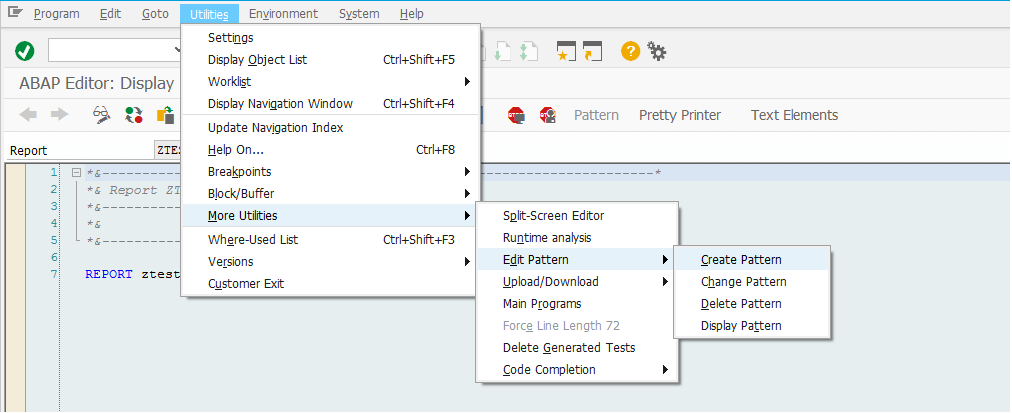 Program Edit Goto Utilities Environment System Help
Settings
Display Object List Ctrl+Shift+F5
Worklist
ABAP Editor: Display
Display Navigation Window Ctrl+Shift+F4
Pattern Pretty Printer Text Elements
Update Navigation Index
Help On... Ctrl+F8
Report ZTES
Breakpoints
1 *&---------------------------------------------------------------------*
Block/Buffer
2 *& Report ZT
3 *&---------
More Utilities
4 *&
5 *&---------
Where-Used List Ctrl+Shift+F3
6
Versions
7 REPORT ztest
Customer Exit
Split-Screen Editor
Runtime analysis
Edit Pattern
Upload/Download
Main Programs
Force Line Length 72
Delete Generated Tests
Code Completion
Create Pattern
Change Pattern
Delete Pattern
Display Pattern